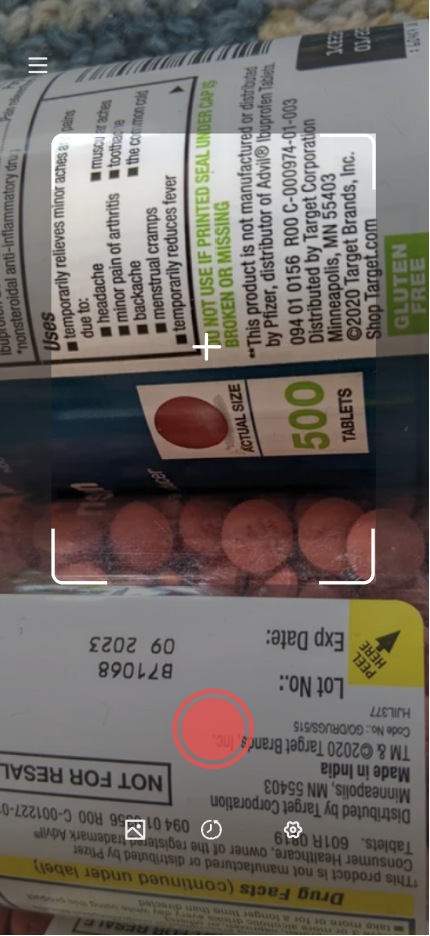 *nonsteroidal anti-inflammatory drug
Uses
■ temporarily relieves minor aches and pains
due to:
■ headache
■ muscular aches
■ minor pain of arthritis
■ toothache
■ backache
■ the common cold
■ menstrual cramps
■ temporarily reduces fever
DO NOT USE IF PRINTED SEAL UNDER CAP IS
BROKEN OR MISSING
**This product is not manufactured or distributed
by Pfizer, distributor of Advil® Ibuprofen Tablets.
094 01 0156 R00 C-000974-01-003
Distributed by Target Corporation
Minneapolis, MN 55403
©2020 Target Brands, Inc.
Shop Target.com
GLUTEN
FREE
ACTUAL SIZE
500
TABLETS
PEEL
HERE
Exp Date: 09 2023
Lot No.: B71068
HJIL377
Code No.: GO/DRUGS/515
TM & ©2020 Target Brands, Inc.
Made in India
Minneapolis, MN 55403
Distributed by Target Corporation
NOT FOR RESALE
094 01 0356 R00 C-001227-01
Tablets. 601R 0819
Consumer Healthcare, owner of the registered trademark Advil®
†This product is not manufactured or distributed by Pfizer
Drug Facts (continued under label)